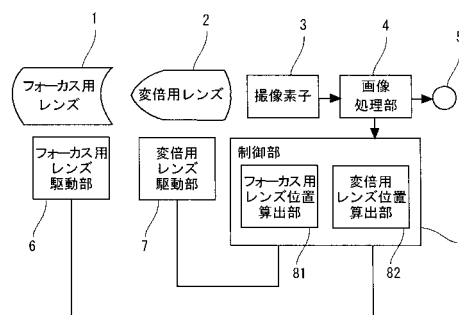 1
2
3
4
5
フォーカス用
レンズ
変倍用レンズ
撮像素子
画像
処理部
フォーカス用
レンズ
駆動部
変倍用
レンズ
駆動部
制御部
フォーカス用
レンズ位置
算出部
変倍用
レンズ位置
算出部
6
7
81
82